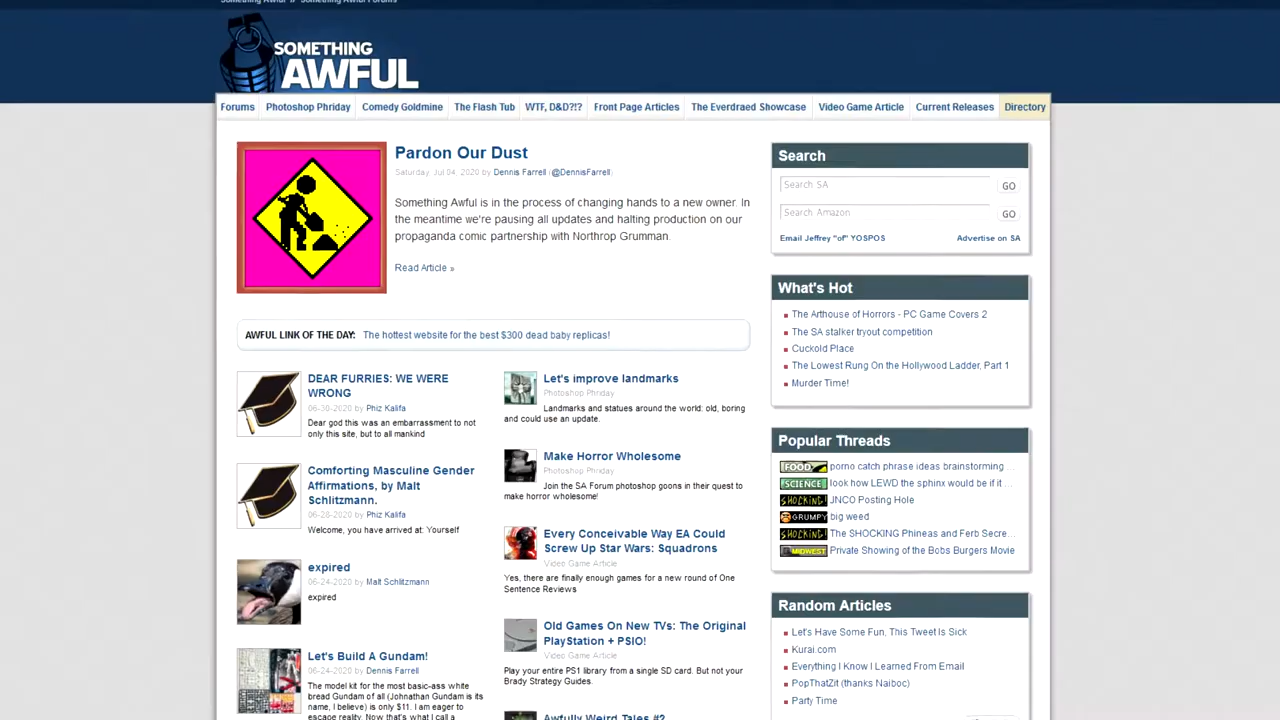 Something Awful // Something Awful Forums
SOMETHING
AWFUL
Forums
Photoshop Phriday
Comedy Goldmine
The Flash Tub
WTF, D&D?!?
Front Page Articles
The Everdraed Showcase
Video Game Article
Current Releases
Directory
Pardon Our Dust
Saturday, Jul 04, 2020 by Dennis Farrell (@DennisFarrell)
Something Awful is in the process of changing hands to a new owner. In
the meantime we're pausing all updates and halting production on our
propaganda comic partnership with Northrop Grumman.
Read Article »
AWFUL LINK OF THE DAY: The hottest website for the best $300 dead baby replicas!
DEAR FURRIES: WE WERE
WRONG
06-30-2020 by Phiz Kalifa
Dear god this was an embarrassment to not
only this site, but to all mankind
Comforting Masculine Gender
Affirmations, by Malt
Schlitzmann.
06-28-2020 by Phiz Kalifa
Welcome, you have arrived at: Yourself
expired
06-24-2020 by Malt Schlitzmann
expired
Let's Build A Gundam!
06-24-2020 by Dennis Farrell
The model kit for the most basic-ass white
bread Gundam of all (Johnathan Gundam is its
name, I believe) is only $11. I am eager to
escape reality. Now that's what I call a
Let's improve landmarks
Photoshop Phriday
Landmarks and statues around the world: old, boring
and could use an update.
Make Horror Wholesome
Photoshop Phriday
Join the SA Forum photoshop goons in their quest to
make horror wholesome!
Every Conceivable Way EA Could
Screw Up Star Wars: Squadrons
Video Game Article
Yes, there are finally enough games for a new round of One
Sentence Reviews
Old Games On New TVs: The Original
PlayStation + PSIO!
Video Game Article
Play your entire PS1 library from a single SD card. But not your
Brady Strategy Guides.
Awfully Weird Tales #2
Search
Search SA
GO
Search Amazon
GO
Email Jeffrey "of" YOSPOS
Advertise on SA
What's Hot
The Arthouse of Horrors - PC Game Covers 2
The SA stalker tryout competition
Cuckold Place
The Lowest Rung On the Hollywood Ladder, Part 1
Murder Time!
Popular Threads
FOOD porno catch phrase ideas brainstorming ...
SCIENCE look how LEWD the sphinx would be if it ...
SHOCKING! JNCO Posting Hole
GRUMPY big weed
SHOCKING! The SHOCKING Phineas and Ferb Secre...
MIDWEST Private Showing of the Bobs Burgers Movie
Random Articles
Let's Have Some Fun, This Tweet Is Sick
Kurai.com
Everything I Know I Learned From Email
PopThatZit (thanks Naiboc)
Party Time